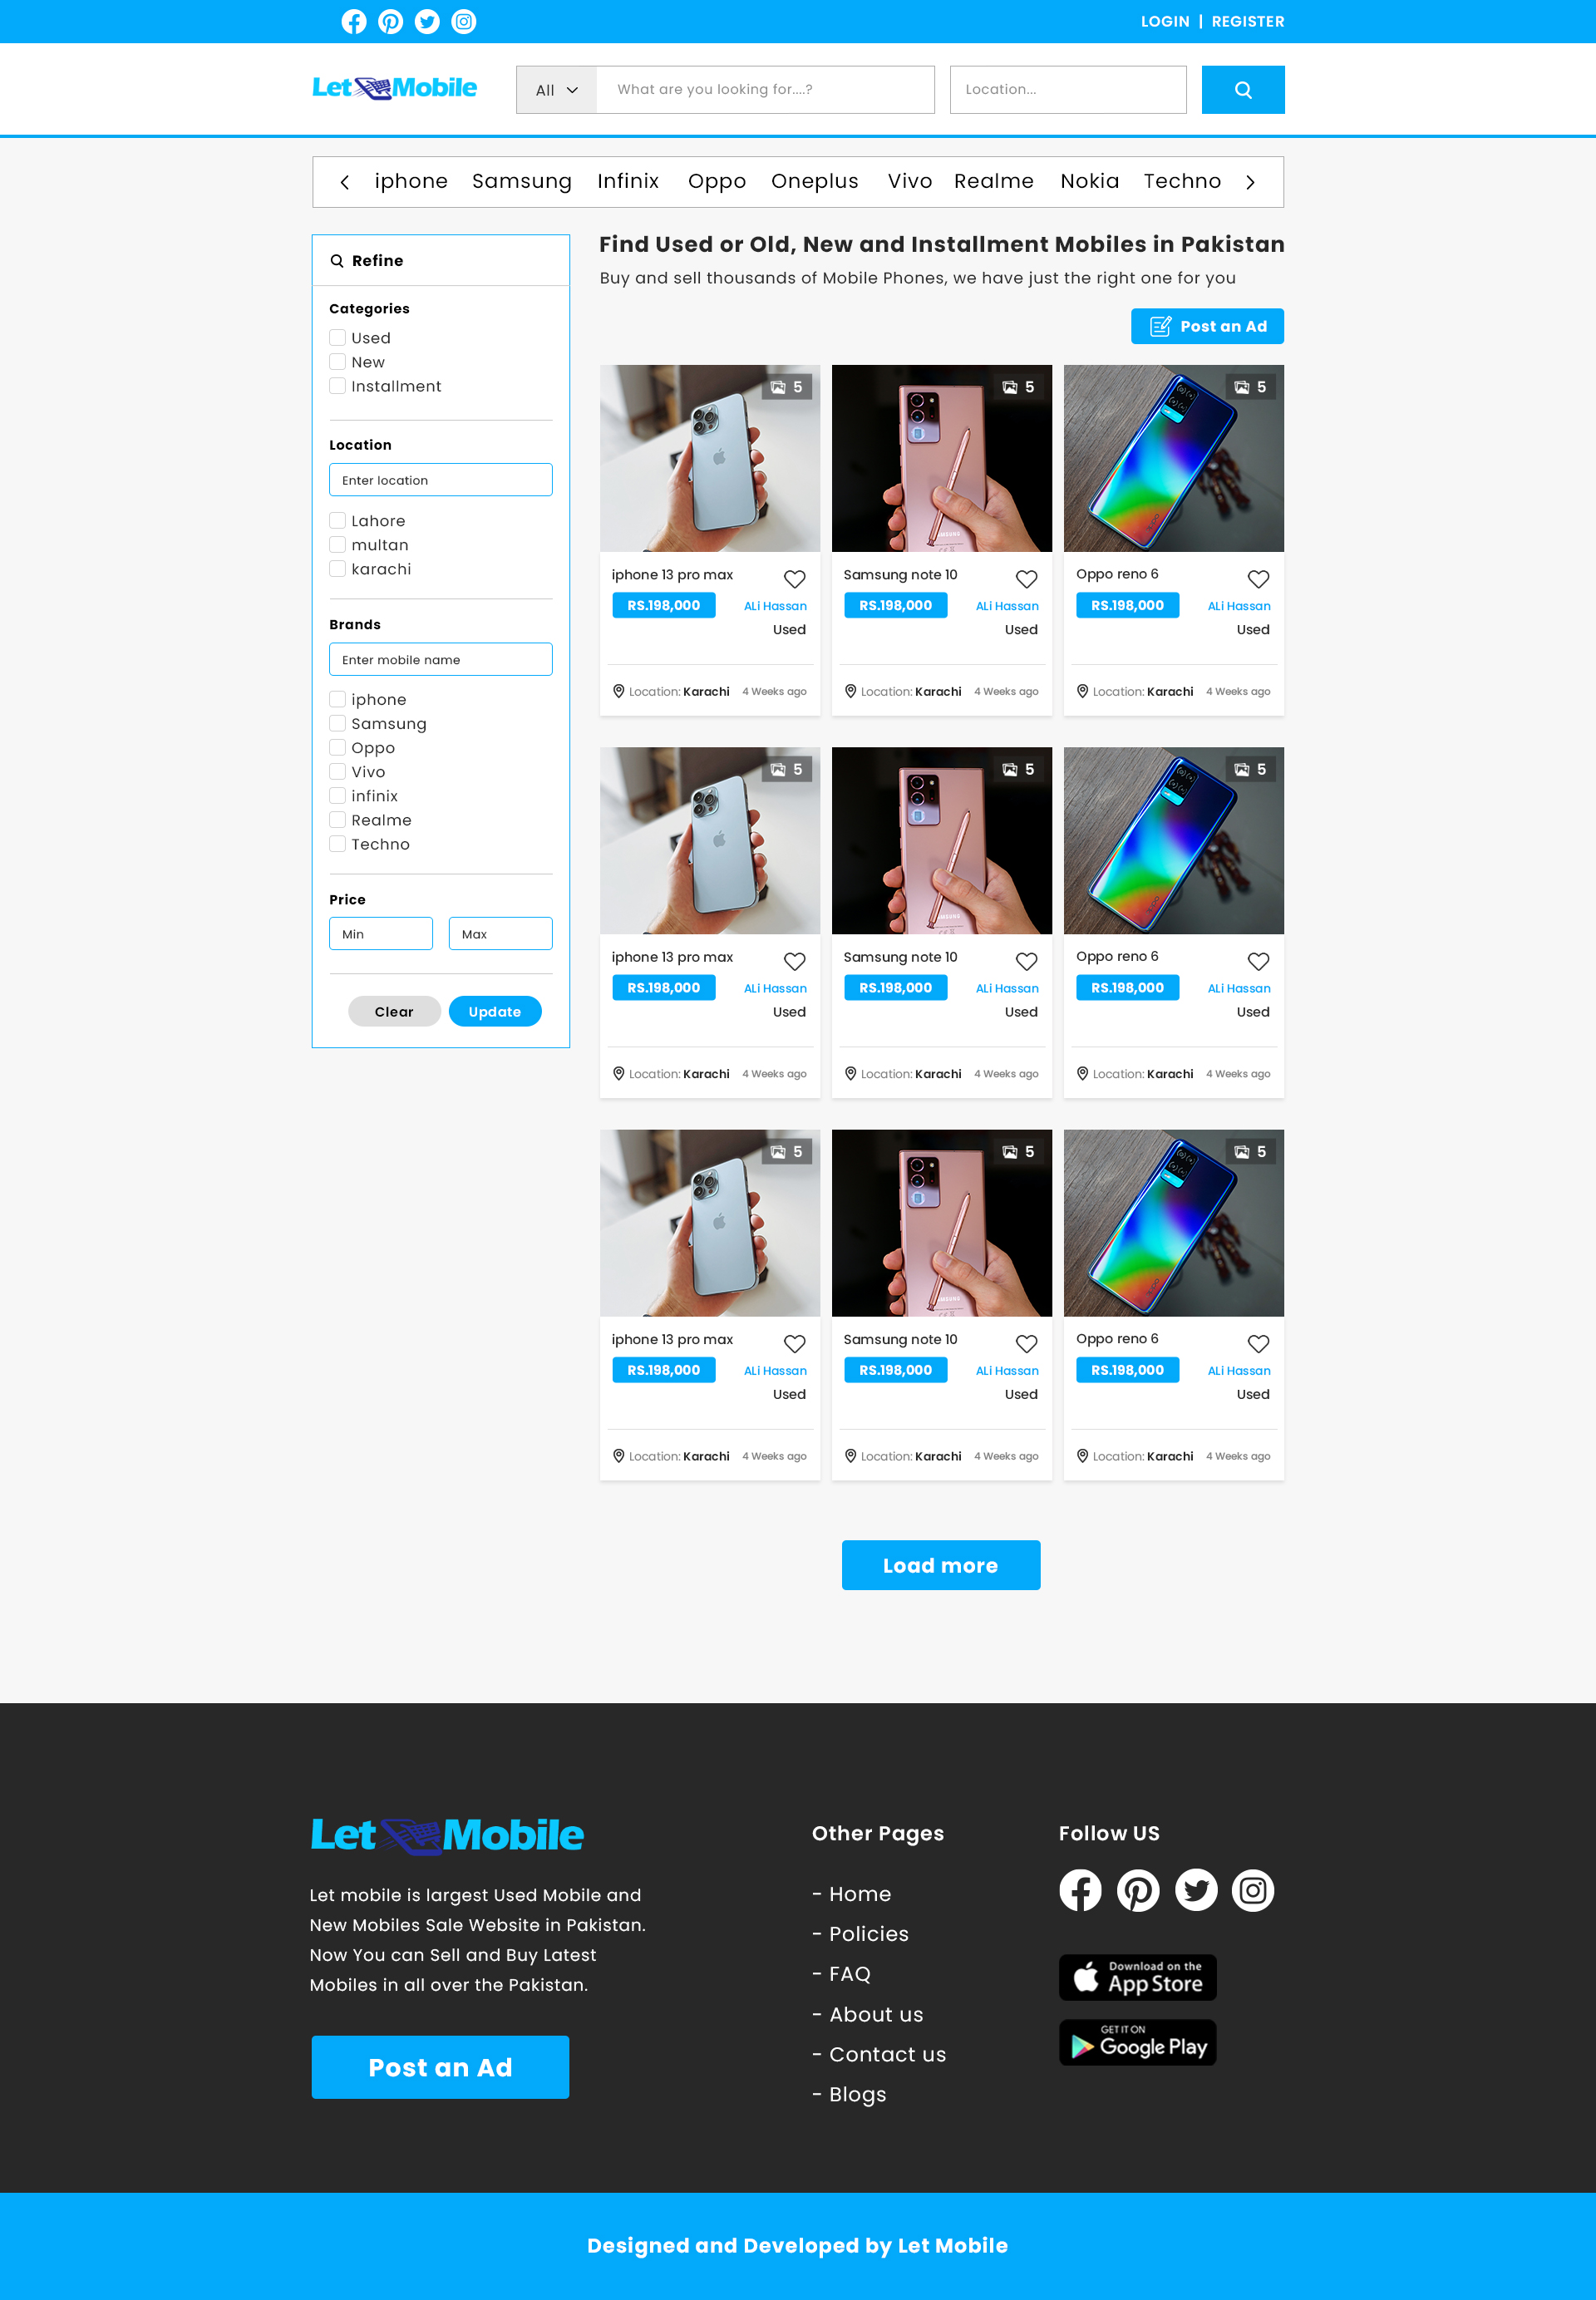 LOGIN | REGISTER
Let Mobile
All
What are you looking for....?
Location...
iphone Samsung Infinix Oppo Oneplus Vivo Realme Nokia Techno
Refine
Categories
Used
New
Installment
Location
Enter location
Lahore
multan
karachi
Brands
Enter mobile name
iphone
Samsung
Oppo
Vivo
infinix
Realme
Techno
Price
Min Max
Clear Update
Find Used or Old, New and Installment Mobiles in Pakistan
Buy and sell thousands of Mobile Phones, we have just the right one for you
Post an Ad
5
iphone 13 pro max
RS.198,000 ALi Hassan
Used
Location: Karachi 4 Weeks ago
5
SAMSUNG
Samsung note 10
RS.198,000 ALi Hassan
Used
Location: Karachi 4 Weeks ago
5
oppo
Oppo reno 6
RS.198,000 ALi Hassan
Used
Location: Karachi 4 Weeks ago
5
iphone 13 pro max
RS.198,000 ALi Hassan
Used
Location: Karachi 4 Weeks ago
5
SAMSUNG
Samsung note 10
RS.198,000 ALi Hassan
Used
Location: Karachi 4 Weeks ago
5
oppo
Oppo reno 6
RS.198,000 ALi Hassan
Used
Location: Karachi 4 Weeks ago
5
iphone 13 pro max
RS.198,000 ALi Hassan
Used
Location: Karachi 4 Weeks ago
5
SAMSUNG
Samsung note 10
RS.198,000 ALi Hassan
Used
Location: Karachi 4 Weeks ago
5
oppo
Oppo reno 6
RS.198,000 ALi Hassan
Used
Location: Karachi 4 Weeks ago
Load more
Let Mobile
Let mobile is largest Used Mobile and
New Mobiles Sale Website in Pakistan.
Now You can Sell and Buy Latest
Mobiles in all over the Pakistan.
Post an Ad
Other Pages
- Home
- Policies
- FAQ
- About us
- Contact us
- Blogs
Follow US
Download on the
App Store
GET IT ON
Google Play
Designed and Developed by Let Mobile